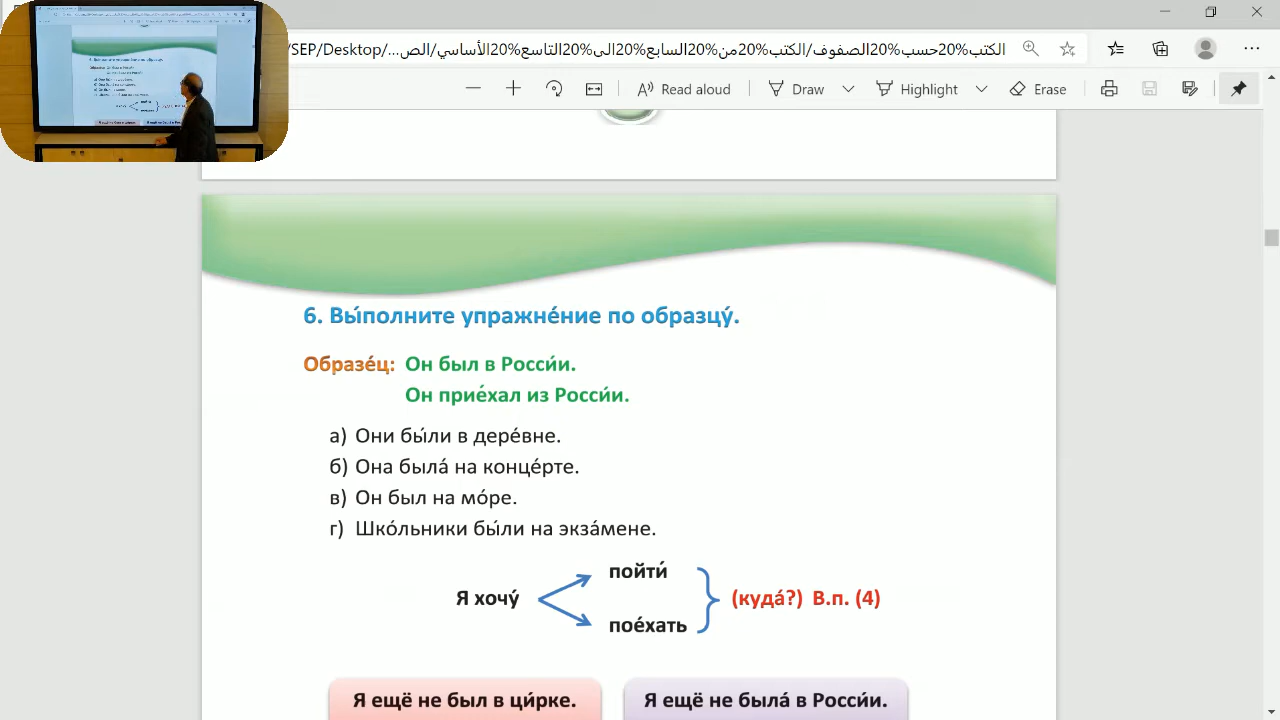 /SEP/Desktop/...الكتب%20حسب%20الصفوف/الكتب%20من%20السابع%20الى%20التاسع%20الأساسي/الص
Read aloud
Draw
Highlight
Erase
6. Вы́полните упражне́ние по образцу́.
Образе́ц: Он был в Росси́и.
Он прие́хал из Росси́и.
а) Они бы́ли в дере́вне.
б) Она была́ на конце́рте.
в) Он был на мо́ре.
г) Шко́льники бы́ли на экза́мене.
пойти́
Я хочу́
(куда́?) В.п. (4)
пое́хать
Я ещё не был в ци́рке.
Я ещё не была́ в Росси́и.